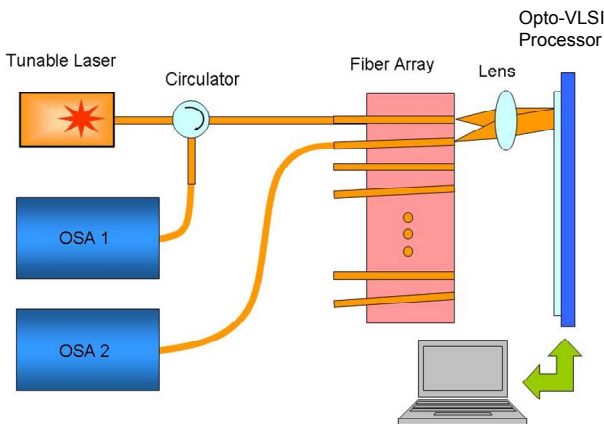 Opto-VLSI
Processor
Tunable Laser
Circulator
Fiber Array
Lens
OSA 1
OSA 2